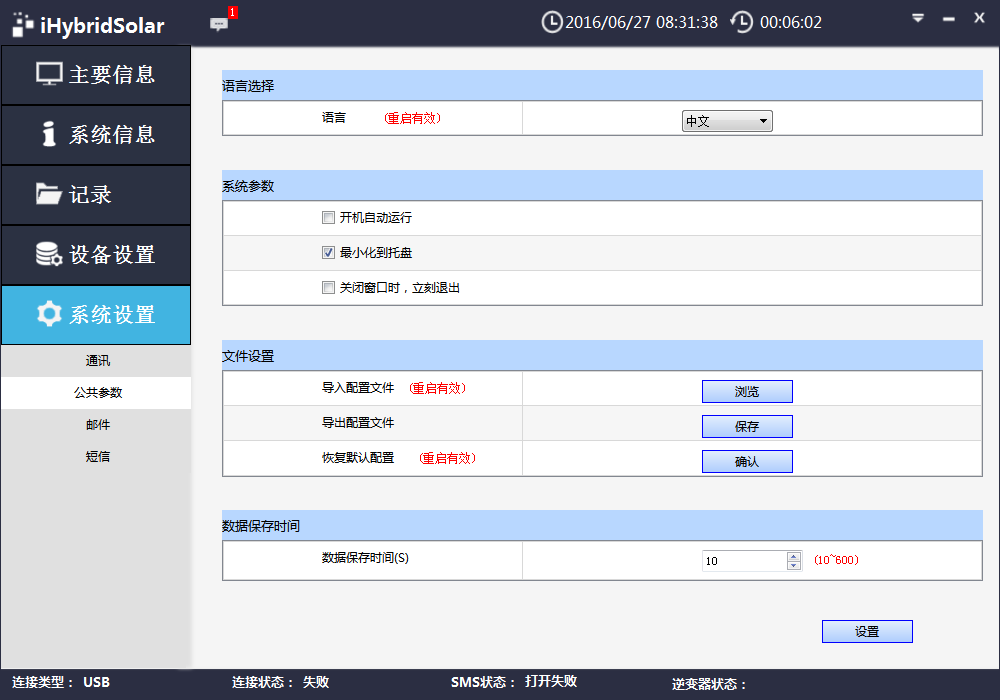 iHybridSolar
1
2016/06/27 08:31:38
00:06:02
主要信息
系统信息
记录
设备设置
系统设置
通讯
公共参数
邮件
短信
语言选择
语言 (重启有效)
中文
系统参数
开机自动运行
最小化到托盘
关闭窗口时，立刻退出
文件设置
导入配置文件 (重启有效)
浏览
导出配置文件
保存
恢复默认配置 (重启有效)
确认
数据保存时间
数据保存时间(S)
10
(10~600)
设置
连接类型： USB
连接状态： 失败
SMS状态： 打开失败
逆变器状态：